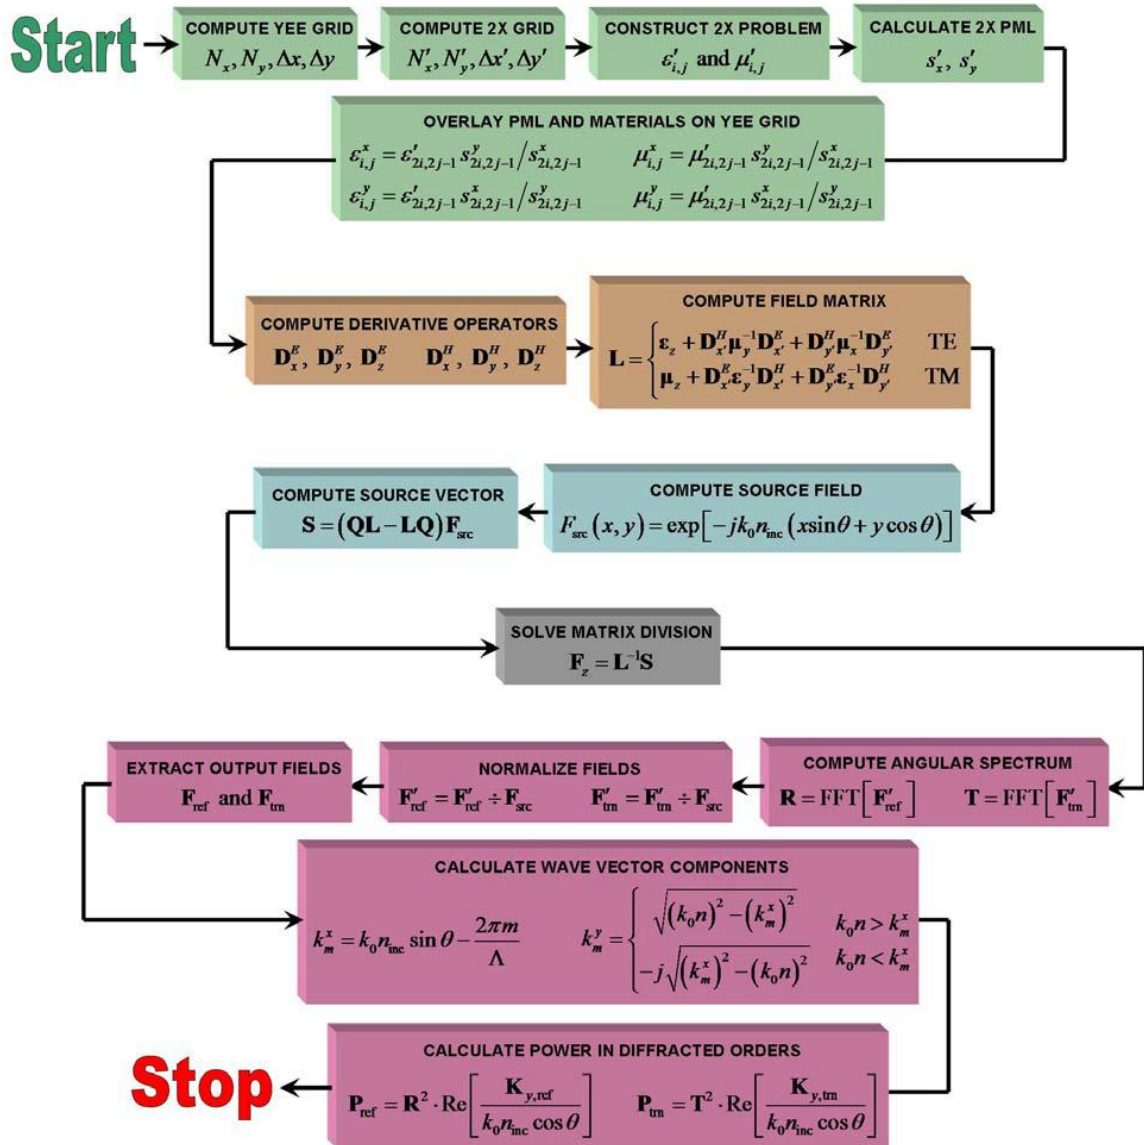 Start
COMPUTE YEE GRID
N_x, N_y, Δx, Δy
COMPUTE 2X GRID
N′_x, N′_y, Δx′, Δy′
CONSTRUCT 2X PROBLEM
ε′_{i,j} and μ′_{i,j}
CALCULATE 2X PML
s′_x, s′_y
OVERLAY PML AND MATERIALS ON YEE GRID
ε^x_{i,j} = ε′_{2i,2j−1} s^y_{2i,2j−1}/s^x_{2i,2j−1} μ^x_{i,j} = μ′_{2i,2j−1} s^y_{2i,2j−1}/s^x_{2i,2j−1}
ε^y_{i,j} = ε′_{2i,2j−1} s^x_{2i,2j−1}/s^y_{2i,2j−1} μ^y_{i,j} = μ′_{2i,2j−1} s^x_{2i,2j−1}/s^y_{2i,2j−1}
COMPUTE DERIVATIVE OPERATORS
D^E_x, D^E_y, D^E_z D^H_x, D^H_y, D^H_z
COMPUTE FIELD MATRIX
L = { ε_z + D^H_{x′} μ^{−1}_y D^E_{x′} + D^H_{y′} μ^{−1}_x D^E_{y′} TE
μ_z + D^E_{x′} ε^{−1}_y D^H_{x′} + D^E_{y′} ε^{−1}_x D^H_{y′} TM
COMPUTE SOURCE FIELD
F_src(x, y) = exp[−jk_0 n_inc (x sin θ + y cos θ)]
COMPUTE SOURCE VECTOR
S = (QL − LQ)F_src
SOLVE MATRIX DIVISION
F_z = L^{−1}S
COMPUTE ANGULAR SPECTRUM
R = FFT[F′_ref] T = FFT[F′_trn]
NORMALIZE FIELDS
F′_ref = F′_ref ÷ F_src F′_trn = F′_trn ÷ F_src
EXTRACT OUTPUT FIELDS
F_ref and F_trn
CALCULATE WAVE VECTOR COMPONENTS
k^x_m = k_0 n_inc sin θ − 2πm/Λ k^y_m = { √((k_0 n)^2 − (k^x_m)^2) k_0 n > k^x_m
−j√((k^x_m)^2 − (k_0 n)^2) k_0 n < k^x_m
CALCULATE POWER IN DIFFRACTED ORDERS
P_ref = R^2 · Re[K_{y,ref}/(k_0 n_inc cos θ)] P_trn = T^2 · Re[K_{y,trn}/(k_0 n_inc cos θ)]
Stop